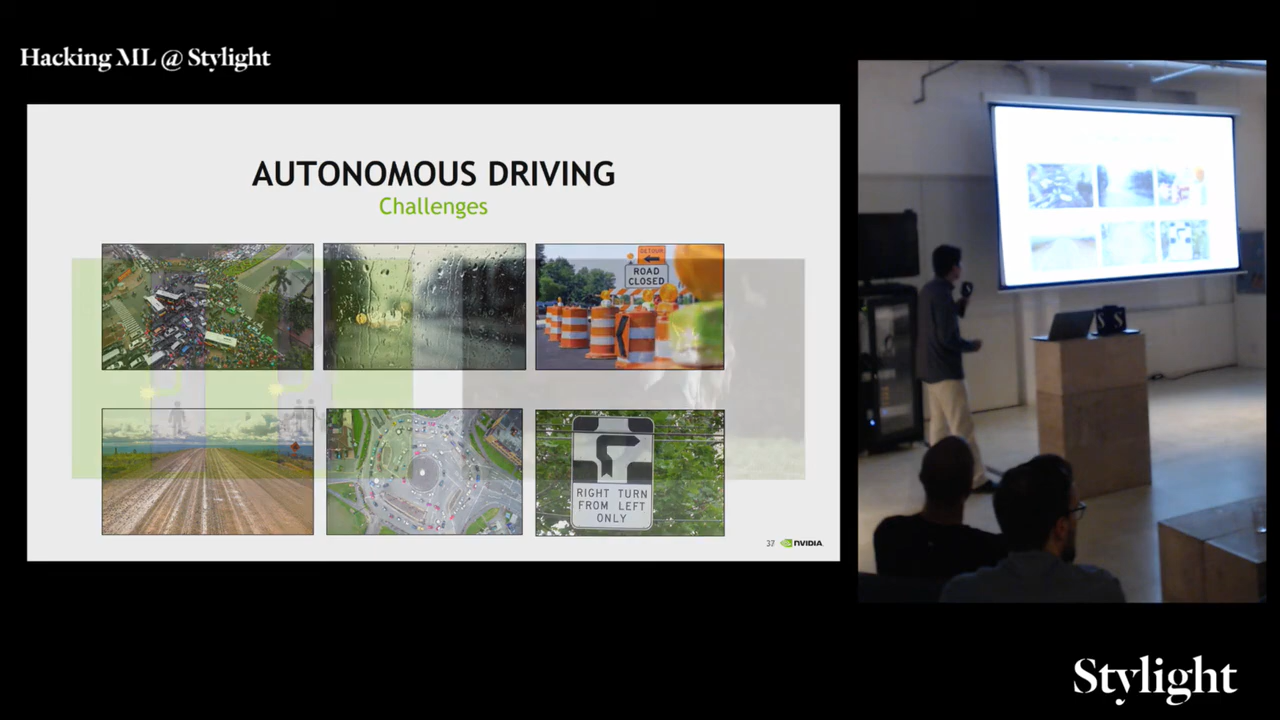 Hacking ML @ Stylight
AUTONOMOUS DRIVING
Challenges
DETOUR
ROAD
CLOSED
RIGHT TURN
FROM LEFT
ONLY
37 NVIDIA.
Stylight